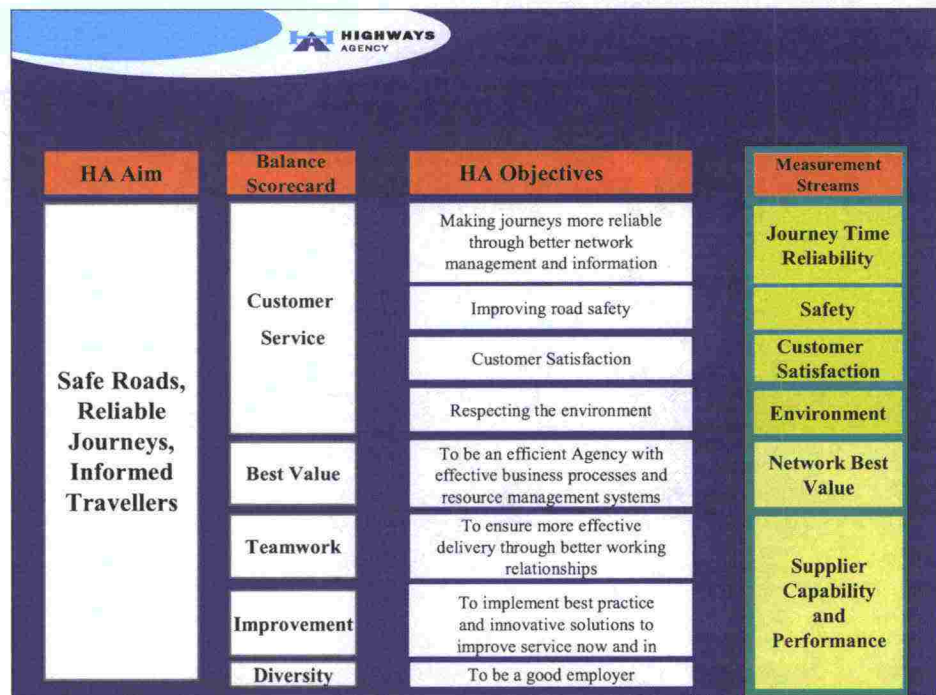 HIGHWAYS
AGENCY
HA Aim
Balance
Scorecard
HA Objectives
Measurement
Streams
Safe Roads,
Reliable
Journeys,
Informed
Travellers
Customer
Service
Best Value
Teamwork
Improvement
Diversity
Making journeys more reliable
through better network
management and information
Improving road safety
Customer Satisfaction
Respecting the environment
To be an efficient Agency with
effective business processes and
resource management systems
To ensure more effective
delivery through better working
relationships
To implement best practice
and innovative solutions to
improve service now and in
To be a good employer
Journey Time
Reliability
Safety
Customer
Satisfaction
Environment
Network Best
Value
Supplier
Capability
and
Performance